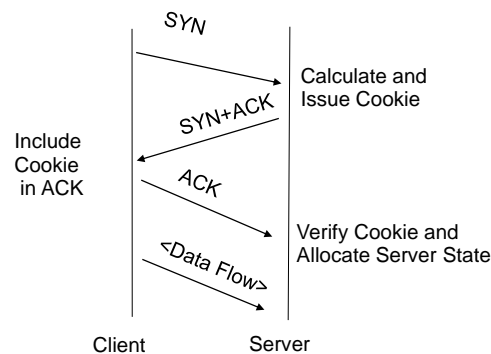 SYN
Calculate and
Issue Cookie
SYN+ACK
Include
Cookie
in ACK
ACK
Verify Cookie and
Allocate Server State
<Data Flow>
Client
Server